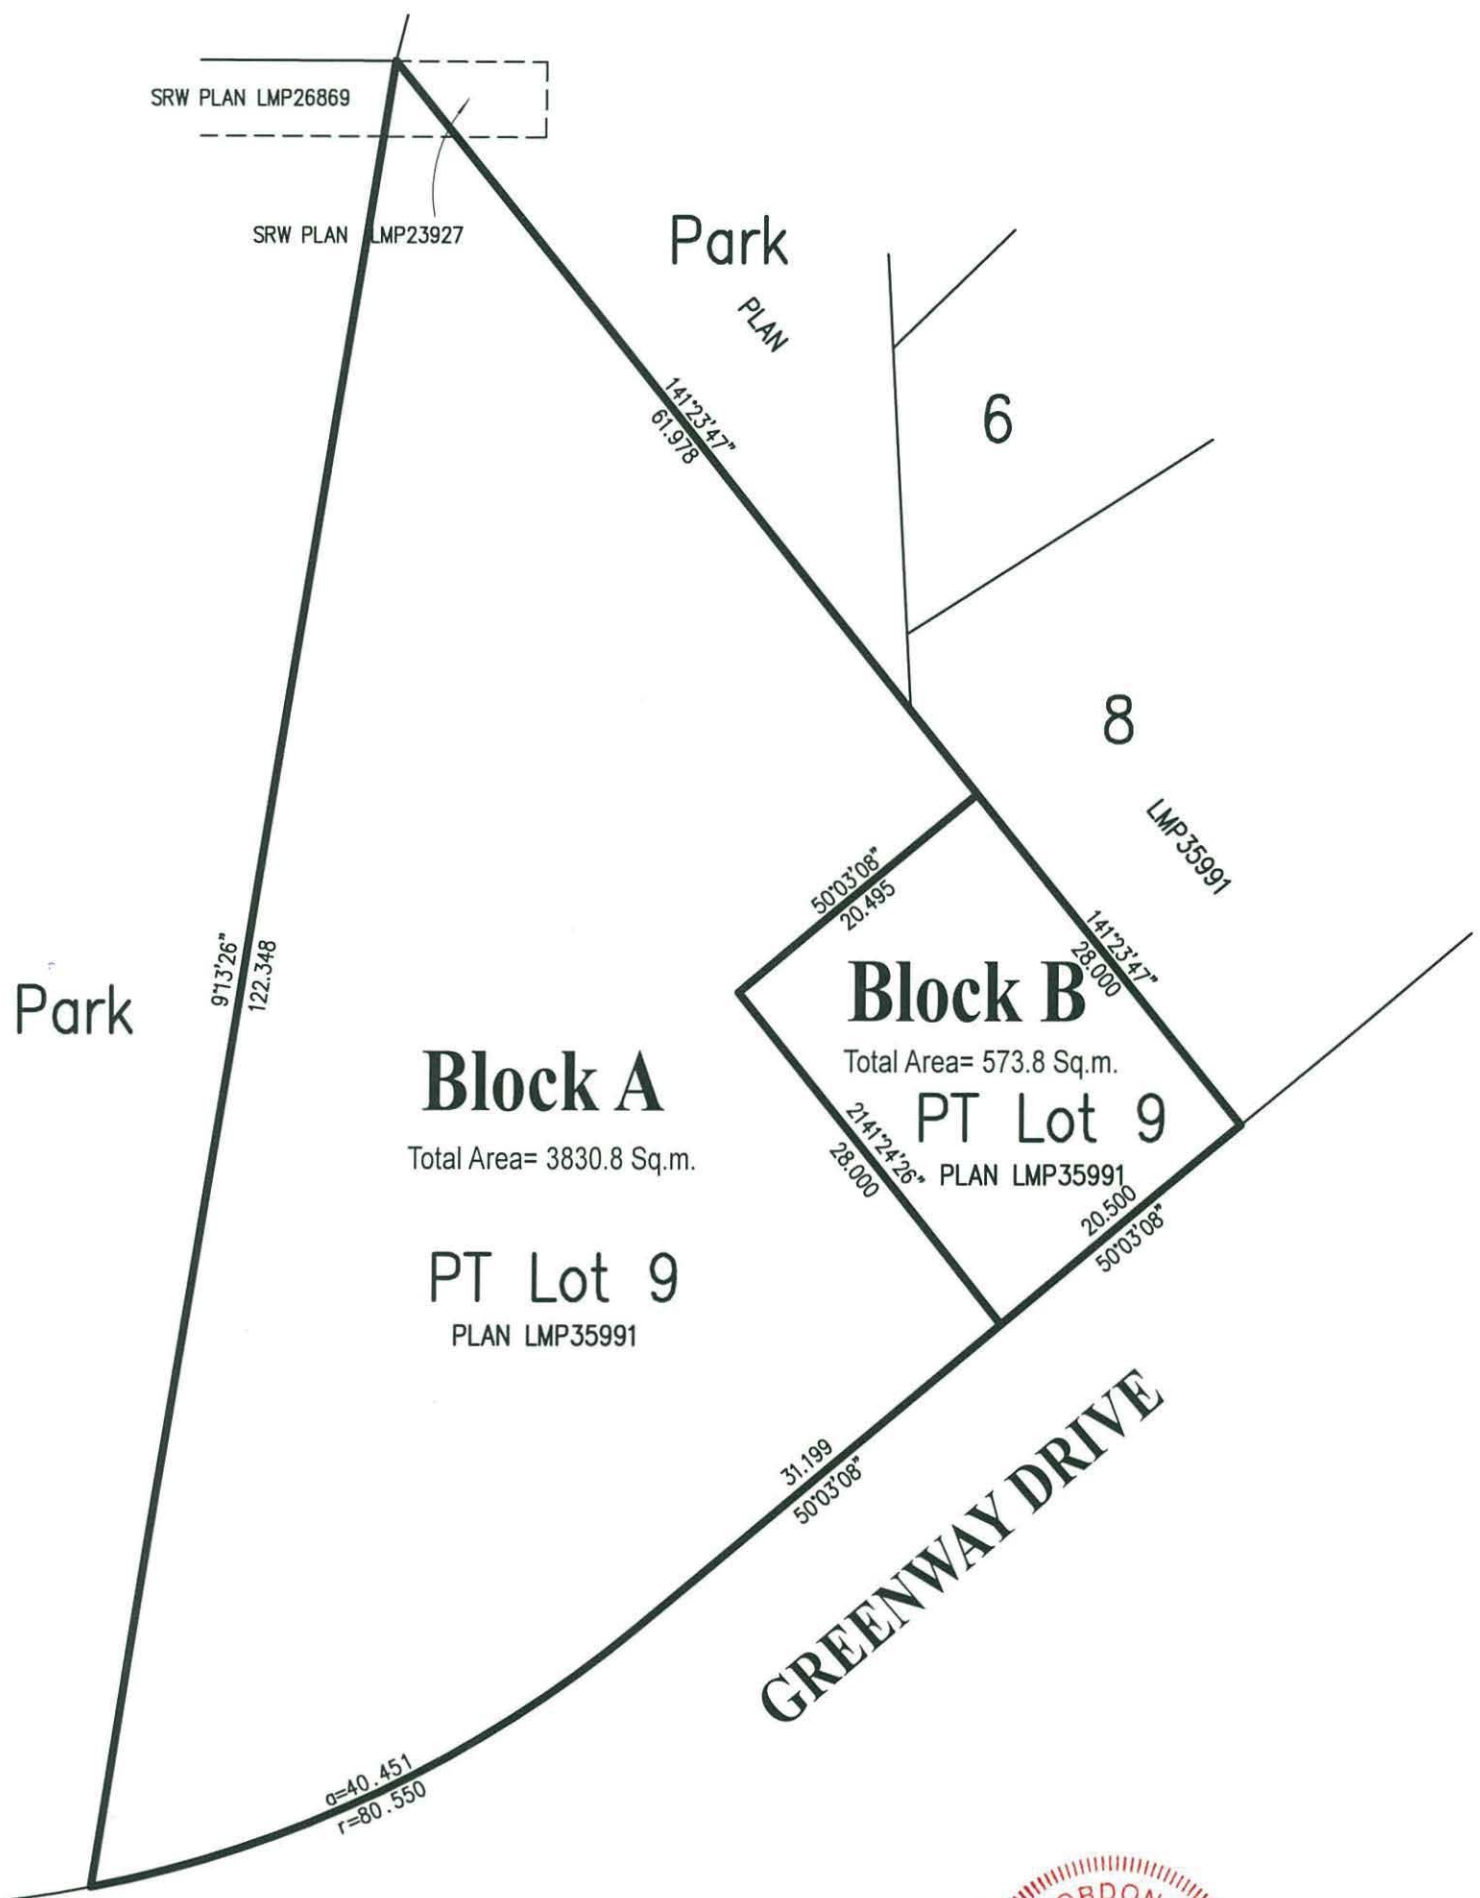 SRW PLAN LMP26869
SRW PLAN LMP23927
Park
PLAN
141°23'47"
61.978
6
8
LMP35991
50°03'08"
20.495
141°23'47"
28.000
Block B
Total Area= 573.8 Sq.m.
PT Lot 9
PLAN LMP35991
9°13'26"
122.348
Park
Block A
Total Area= 3830.8 Sq.m.
PT Lot 9
PLAN LMP35991
2141°24'26"
28.000
20.500
50°03'08"
31.199
50°03'08"
GREENWAY DRIVE
a=40.451
r=80.550